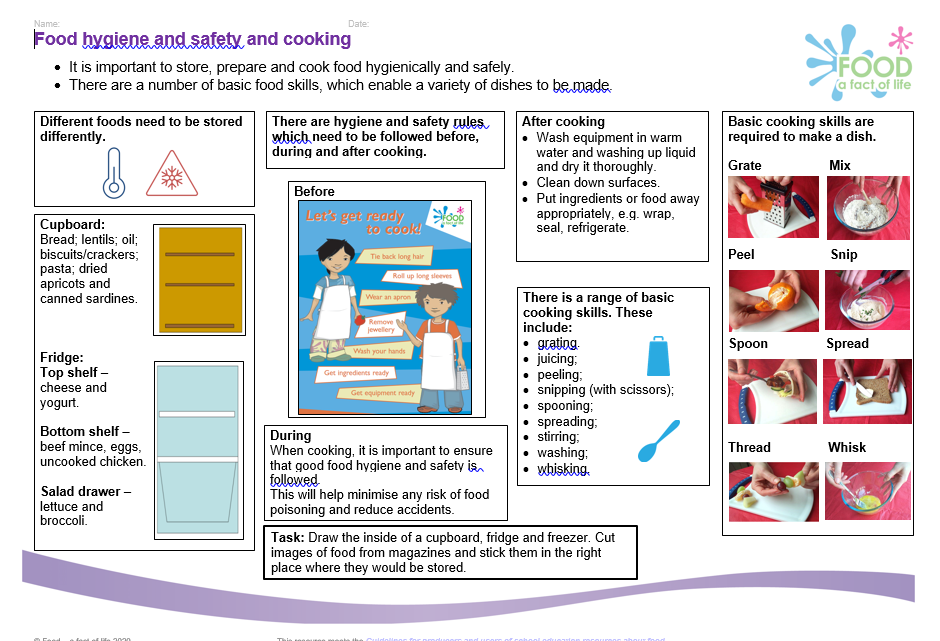 Name:
Date:
Food hygiene and safety and cooking
• It is important to store, prepare and cook food hygienically and safely.
• There are a number of basic food skills, which enable a variety of dishes to be made.
FOOD
a fact of life
Different foods need to be stored
differently.
Cupboard:
Bread; lentils; oil;
biscuits/crackers;
pasta; dried
apricots and
canned sardines.
Fridge:
Top shelf –
cheese and
yogurt.
Bottom shelf –
beef mince, eggs,
uncooked chicken.
Salad drawer –
lettuce and
broccoli.
There are hygiene and safety rules
which need to be followed before,
during and after cooking.
Before
Let's get ready
to cook!
FOOD
Tie back long hair
Roll up long sleeves
Wear an apron
Remove
jewellery
Wash your hands
Get ingredients ready
Get equipment ready
During
When cooking, it is important to ensure
that good food hygiene and safety is
followed.
This will help minimise any risk of food
poisoning and reduce accidents.
Task: Draw the inside of a cupboard, fridge and freezer. Cut
images of food from magazines and stick them in the right
place where they would be stored.
After cooking
• Wash equipment in warm
water and washing up liquid
and dry it thoroughly.
• Clean down surfaces.
• Put ingredients or food away
appropriately, e.g. wrap,
seal, refrigerate.
There is a range of basic
cooking skills. These
include:
• grating.
• juicing;
• peeling;
• snipping (with scissors);
• spooning;
• spreading;
• stirring;
• washing;
• whisking.
Basic cooking skills are
required to make a dish.
Grate
Mix
Peel
Snip
Spoon
Spread
Thread
Whisk
© Food – a fact of life 2020
This resource meets the Guidelines for producers and users of school education resources about food